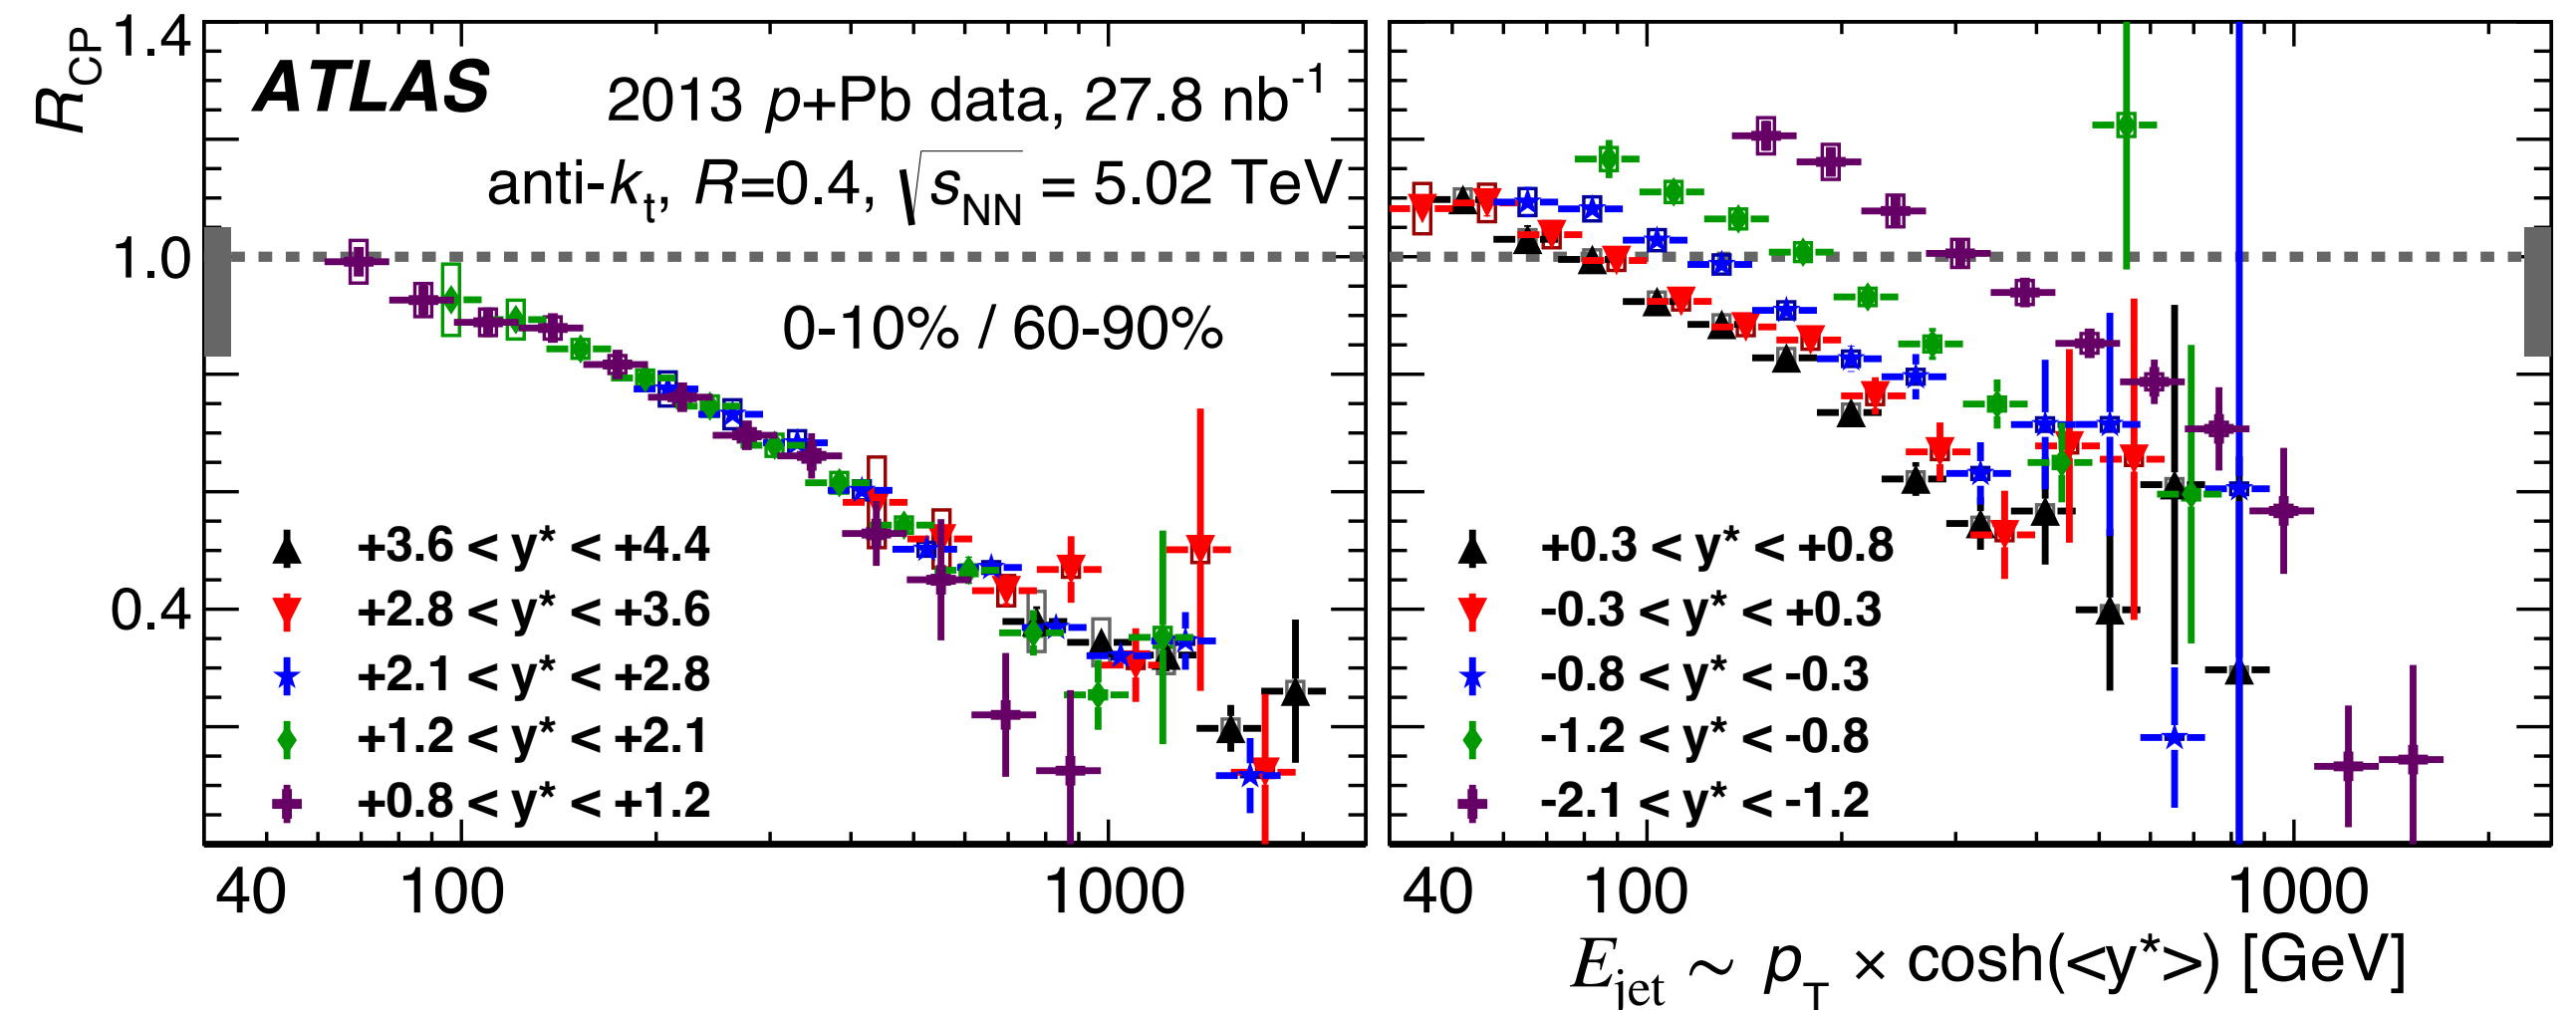 R_CP
1.4
1.0
0.4
ATLAS
2013 p+Pb data, 27.8 nb⁻¹
anti-k_t, R=0.4, √s_NN = 5.02 TeV
0-10% / 60-90%
+3.6 < y* < +4.4
+2.8 < y* < +3.6
+2.1 < y* < +2.8
+1.2 < y* < +2.1
+0.8 < y* < +1.2
40 100 1000
+0.3 < y* < +0.8
-0.3 < y* < +0.3
-0.8 < y* < -0.3
-1.2 < y* < -0.8
-2.1 < y* < -1.2
40 100 1000
E_jet ~ p_T × cosh(<y*>) [GeV]